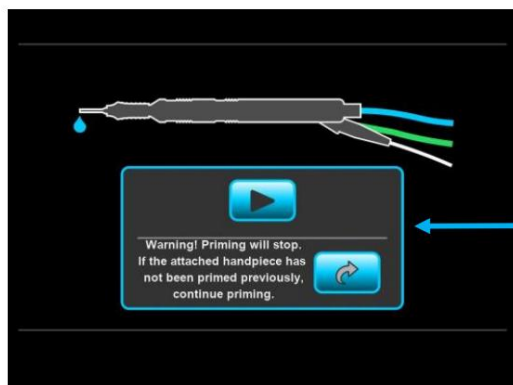 Warning! Priming will stop.
If the attached handpiece has
not been primed previously,
continue priming.